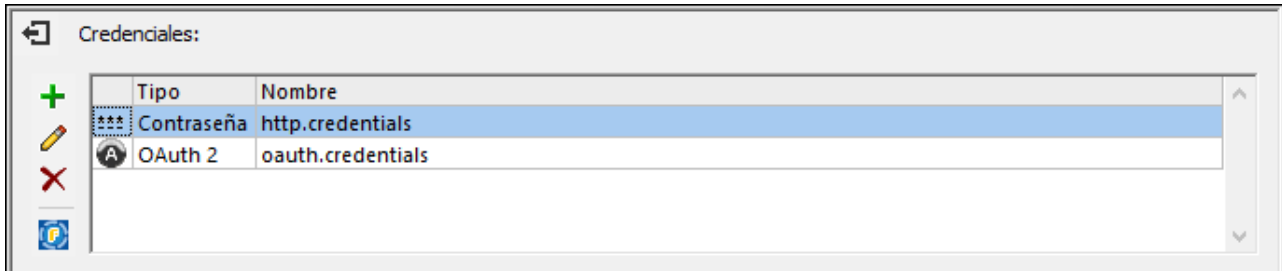 Credenciales:
Tipo Nombre
*** Contraseña http.credentials
A OAuth 2 oauth.credentials